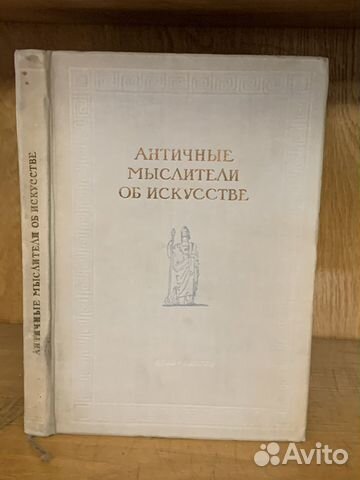 АНТИЧНЫЕ
МЫСЛИТЕЛИ
ОБ ИСКУССТВЕ
АНТИЧНЫЕ МЫСЛИТЕЛИ ОБ ИСКУССТВЕ
Avito